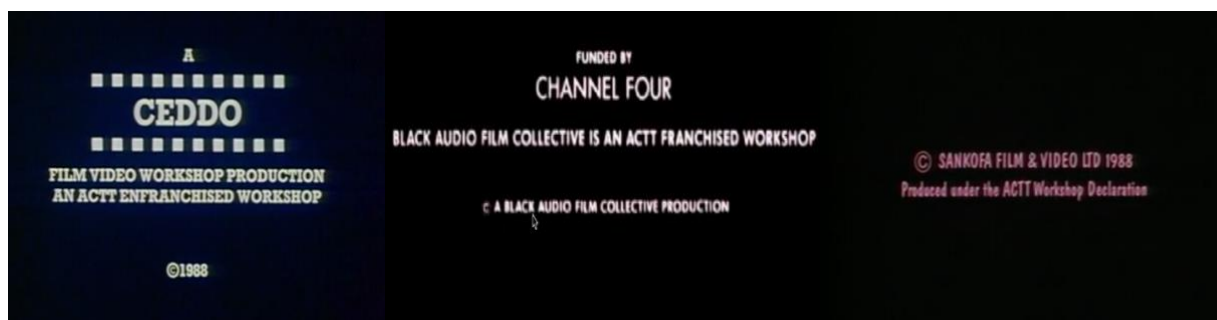 A
CEDDO
FILM VIDEO WORKSHOP PRODUCTION
AN ACTT ENFRANCHISED WORKSHOP
©1988
FUNDED BY
CHANNEL FOUR
BLACK AUDIO FILM COLLECTIVE IS AN ACTT FRANCHISED WORKSHOP
© A BLACK AUDIO FILM COLLECTIVE PRODUCTION
© SANKOFA FILM & VIDEO LTD 1988
Produced under the ACTT Workshop Declaration